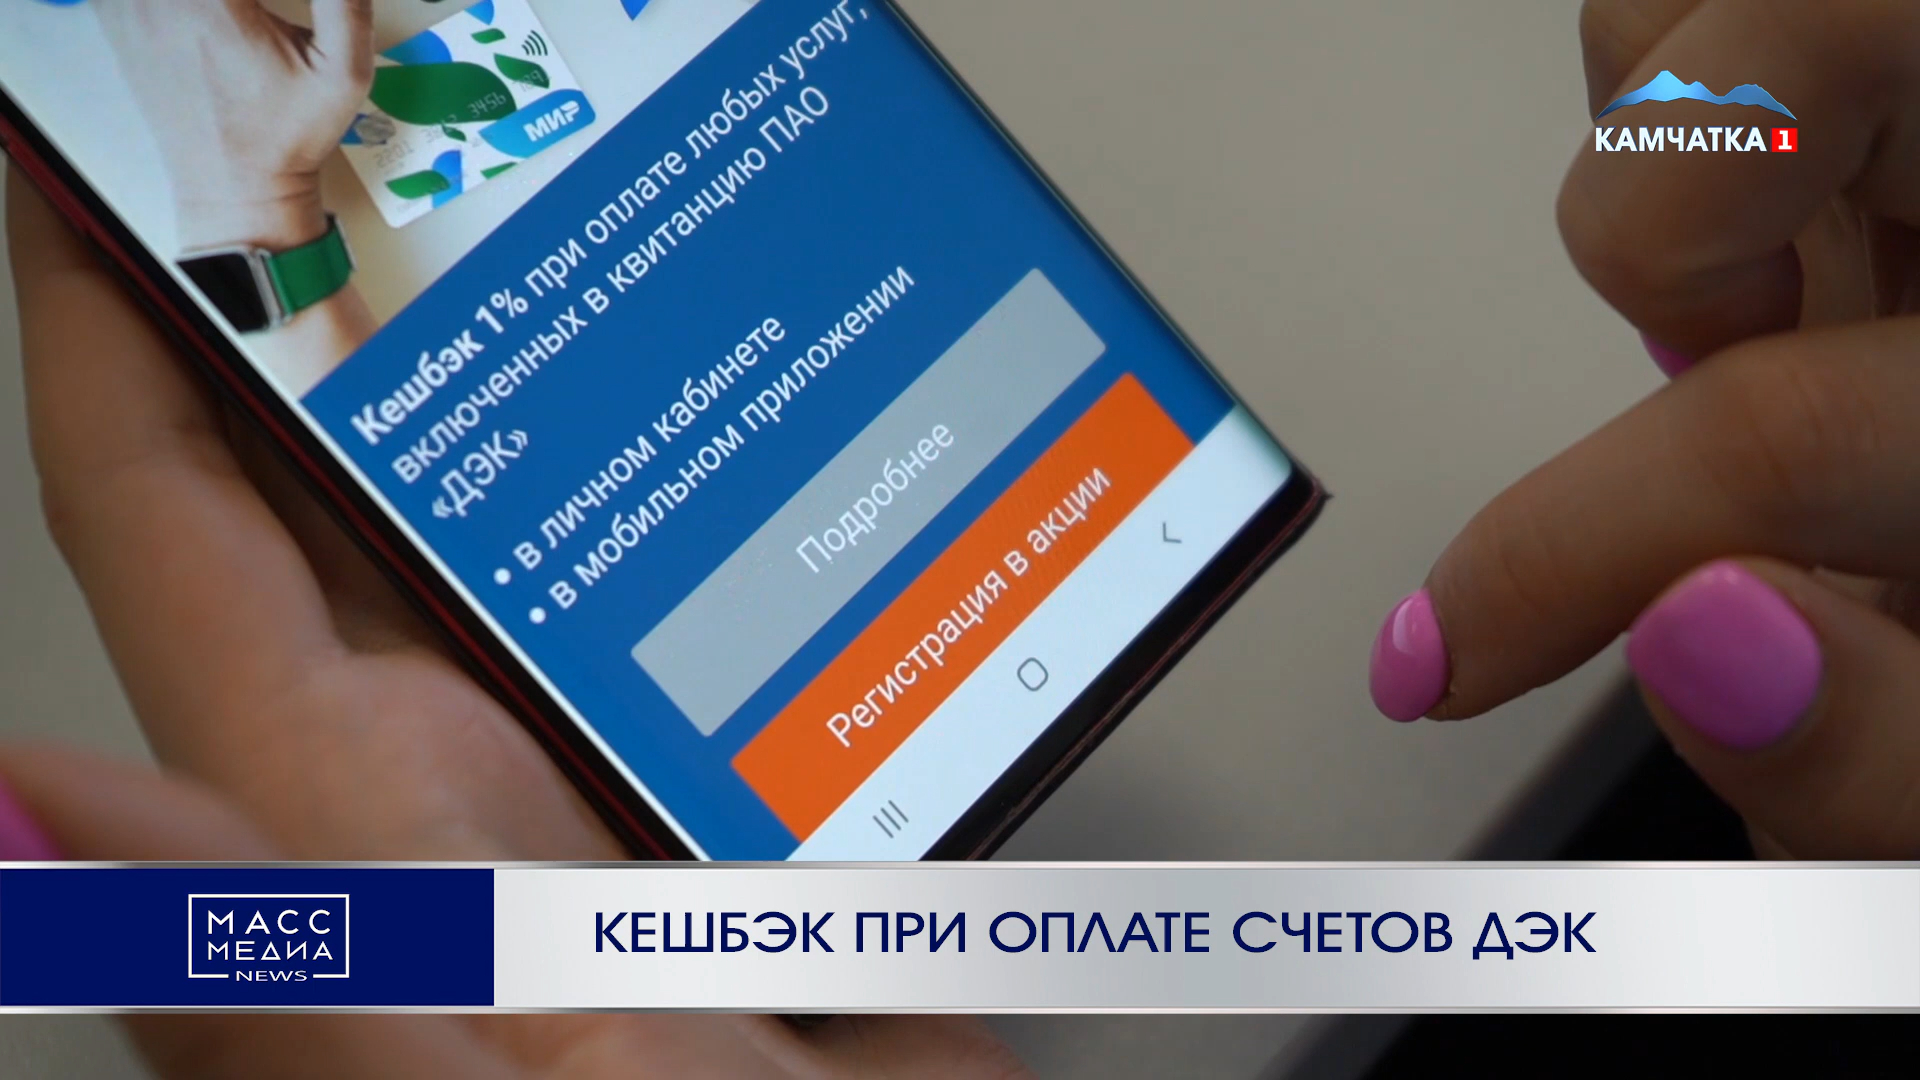 КАМЧАТКА 1
МИР
Кешбэк 1% при оплате любых услуг,
включенных в квитанцию ПАО
«ДЭК»
• в личном кабинете
• в мобильном приложении
Подробнее
Регистрация в акции
МАСС
МЕДИА
NEWS
КЕШБЭК ПРИ ОПЛАТЕ СЧЕТОВ ДЭК